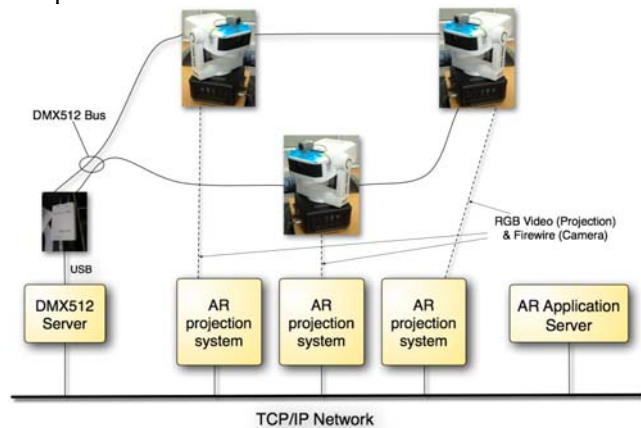 DMX512 Bus
RGB Video (Projection)
& Firewire (Camera)
USB
DMX512
Server
AR
projection
system
AR
projection
system
AR
projection
system
AR Application
Server
TCP/IP Network